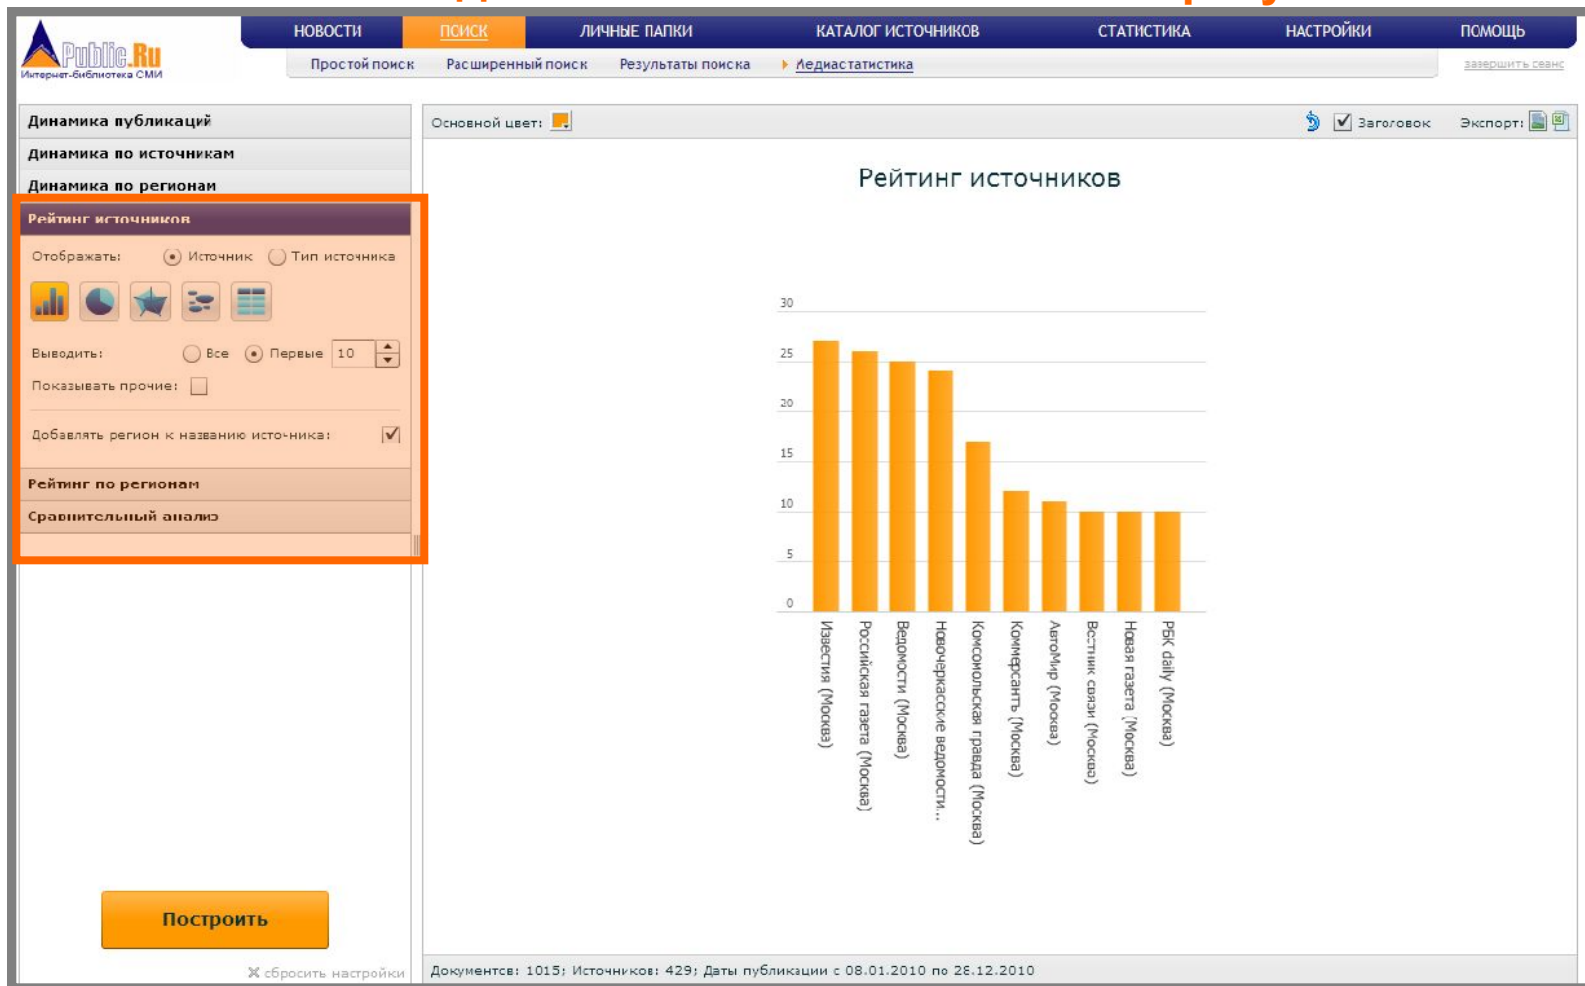 НОВОСТИ ПОИСК ЛИЧНЫЕ ПАПКИ КАТАЛОГ ИСТОЧНИКОВ СТАТИСТИКА НАСТРОЙКИ ПОМОЩЬ
Public.Ru
Интернет-библиотека СМИ
Простой поиск Расширенный поиск Результаты поиска Медиастатистика завершить сеанс
Динамика публикаций
Динамика по источникам
Динамика по регионам
Рейтинг источников
Отображать: Источник Тип источника
Выводить: Все Первые 10
Показывать прочие:
Добавлять регион к названию источника:
Рейтинг по регионам
Сравнительный анализ
Построить
сбросить настройки
Основной цвет: Заголовок Экспорт:
Рейтинг источников
30
25
20
15
10
5
0
Известия (Москва)
Российская газета (Москва)
Ведомости (Москва)
Новочеркасские ведомости...
Комсомольская правда (Москва)
Коммерсантъ (Москва)
АвтоМир (Москва)
Вестник связи (Москва)
Новая газета (Москва)
РБК daily (Москва)
Документов: 1015; Источников: 429; Даты публикации с 08.01.2010 по 28.12.2010